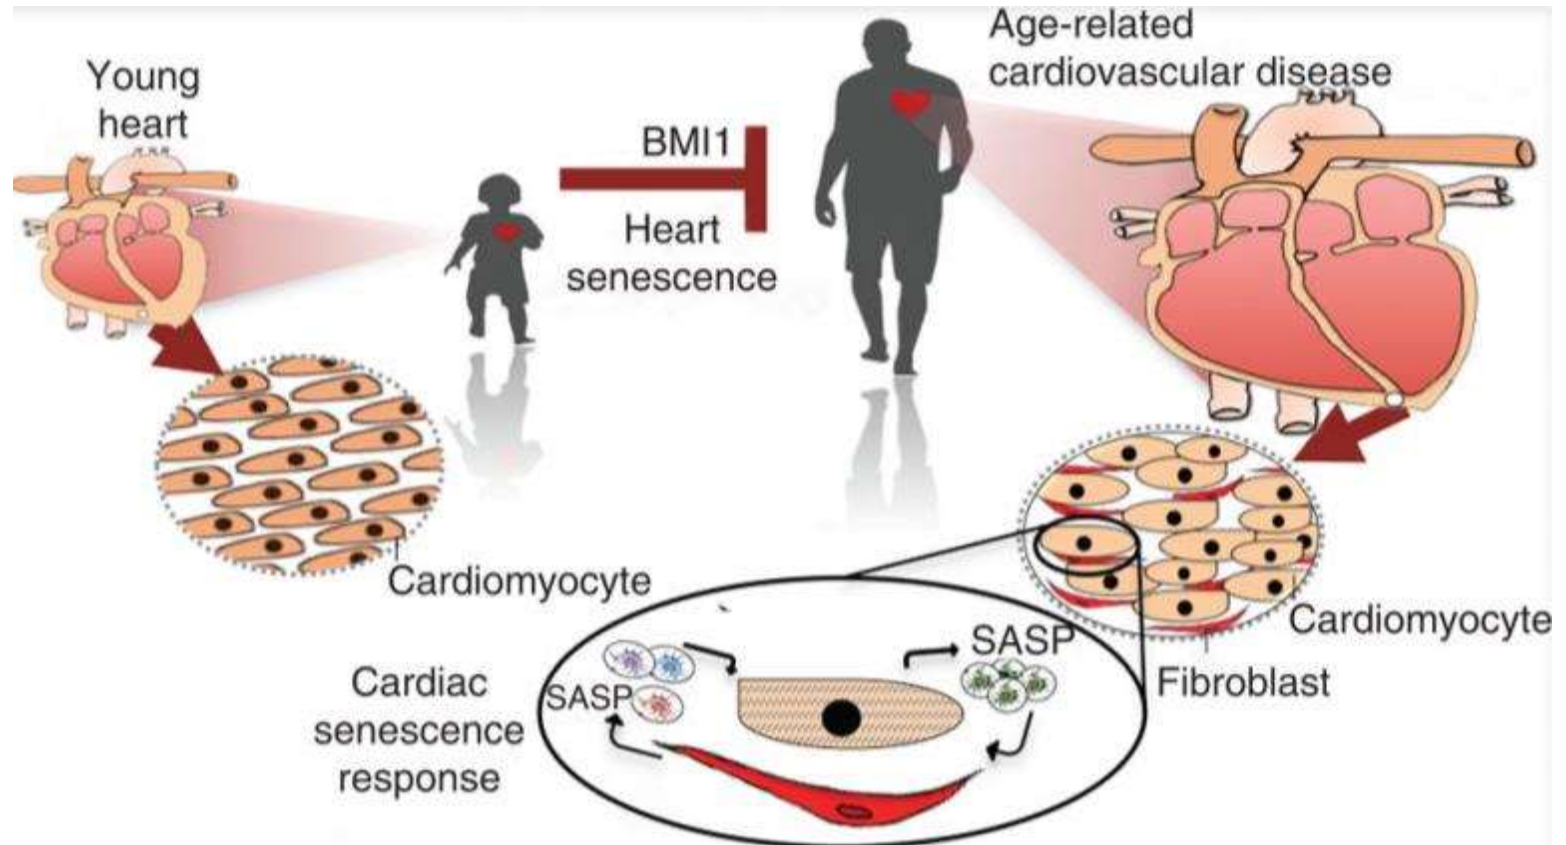 Young
heart
BMI1
Heart
senescence
Age-related
cardiovascular disease
Cardiomyocyte
Cardiomyocyte
Fibroblast
Cardiac
senescence
response
SASP
SASP